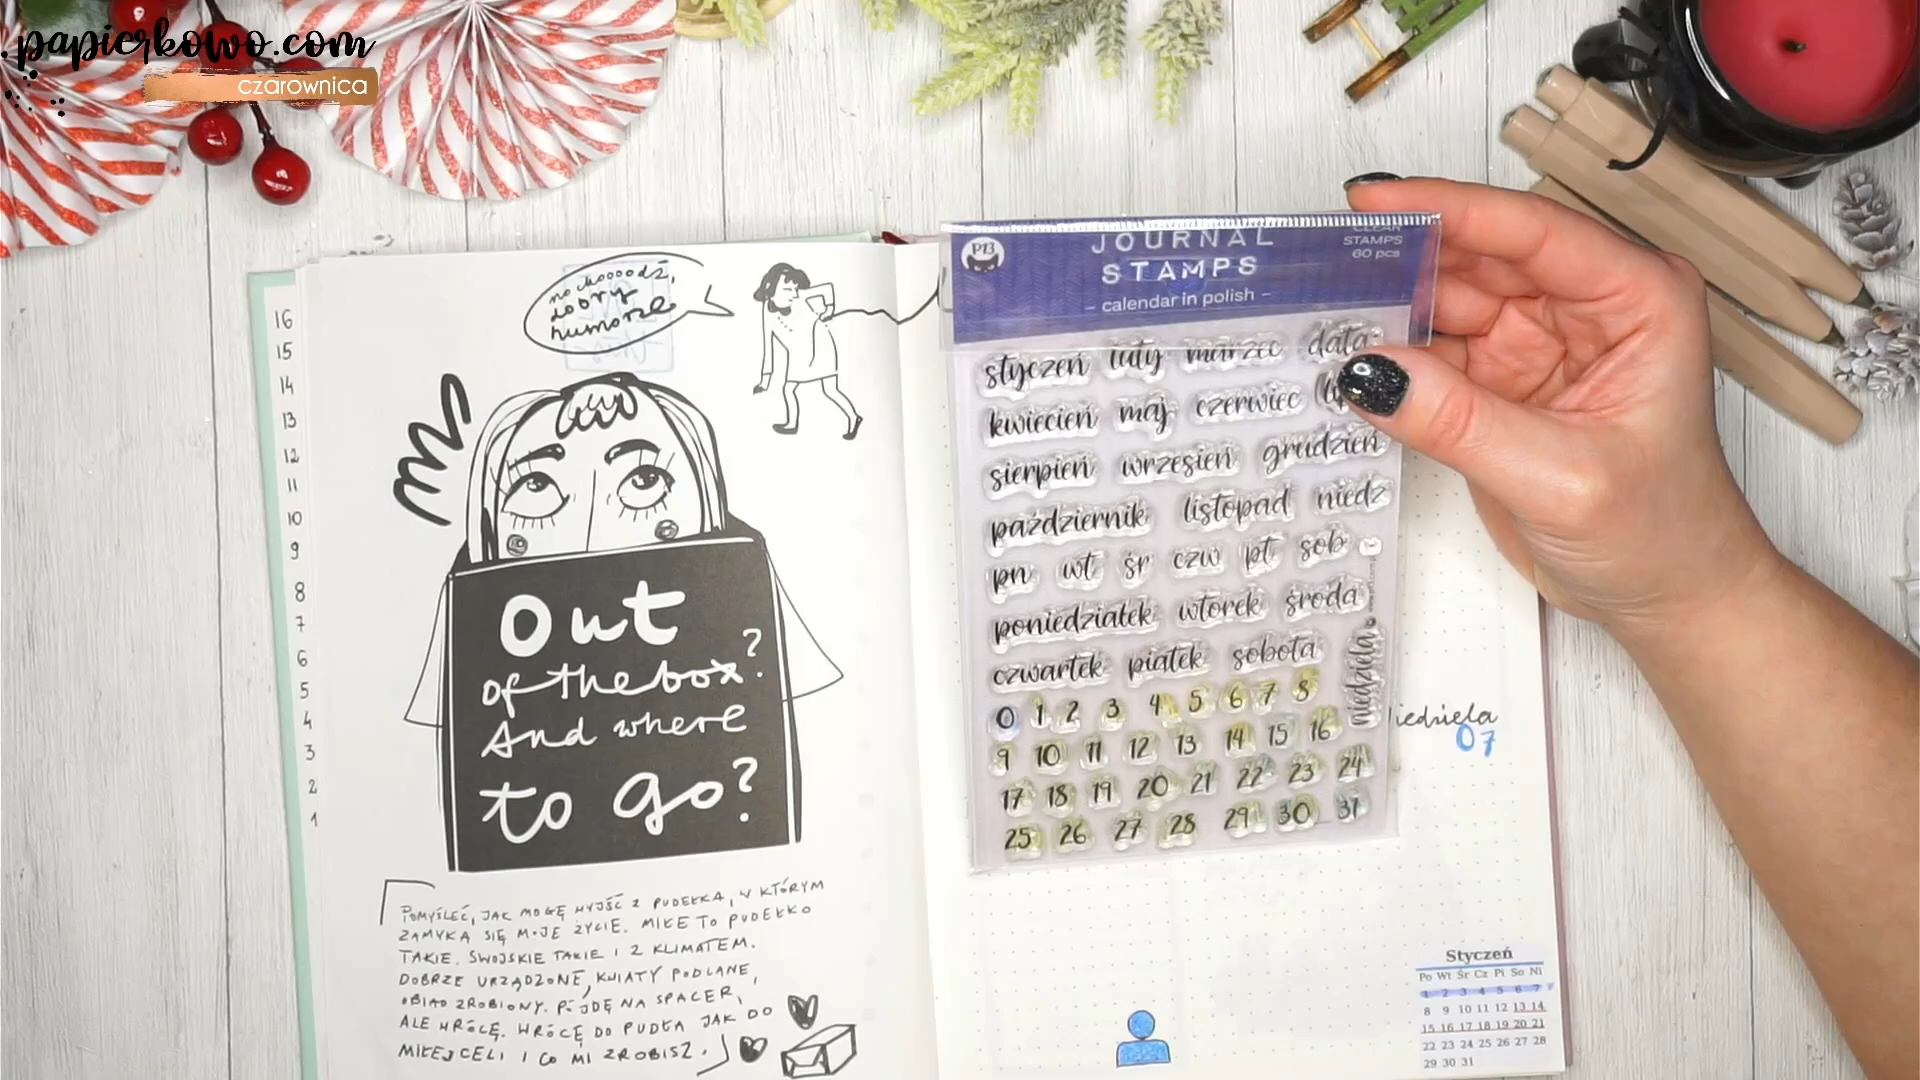 papierkowo.com
czarownica
16
15
14
13
12
11
10
9
8
7
6
5
4
3
2
1
dobry
humorze
Out
of the box?
And where ?
to go?
POMYŚLEĆ, JAK MOGĘ WYJŚĆ Z PUDEŁKA, W KTÓRYM
ZAMYKA SIĘ MOJE ŻYCIE. MIŁE TO PUDEŁKO
TAKIE. SWOJSKIE TAKIE I Z KLIMATEM.
DOBRZE URZĄDZONE, KWIATY PODLANE,
OBIAD ZROBIONY. PÓJDĘ NA SPACER,
ALE WRÓCĘ. WRÓCĘ DO PUDŁA JAK DO
MIŁEJ CELI I CO MI ZROBISZ.
P13
JOURNAL
STAMPS
- calendar in polish -
CLEAR
STAMPS
60 pcs
styczeń luty marzec data
kwiecień maj czerwiec
sierpień wrzesień grudzień
październik listopad niedz
pn wt śr czw pt sob
poniedziałek wtorek środa
czwartek piątek sobota
niedziela
0 1 2 3 4 5 6 7 8
9 10 11 12 13 14 15 16
17 18 19 20 21 22 23 24
25 26 27 28 29 30 31
iedziela
07
Styczeń
Po Wt Śr Cz Pi So Ni
1 2 3 4 5 6 7
8 9 10 11 12 13 14
15 16 17 18 19 20 21
22 23 24 25 26 27 28
29 30 31